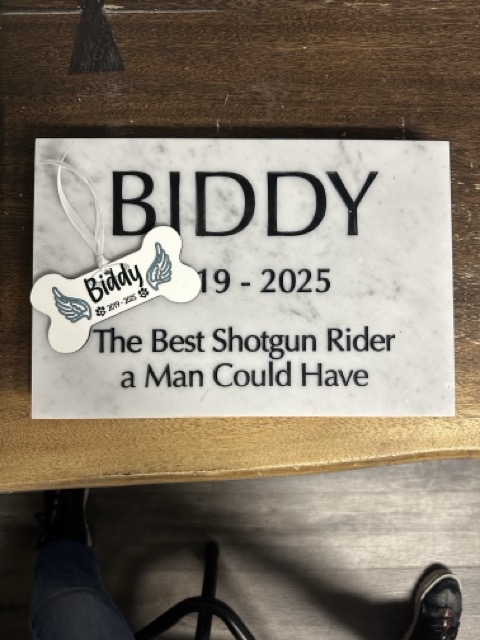 BIDDY
19 - 2025
The Best Shotgun Rider
a Man Could Have
Biddy
2019 - 2025